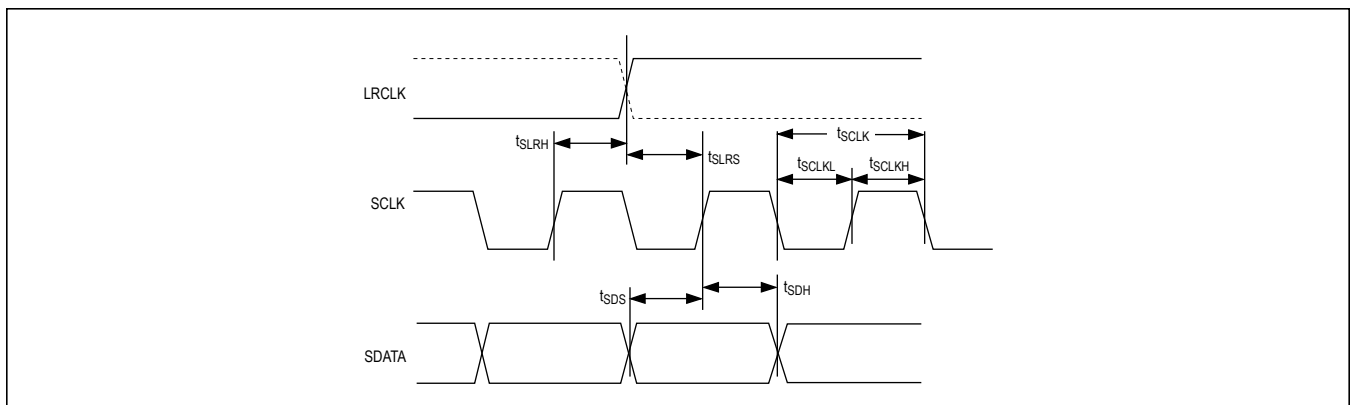 LRCLK
tSCLK
tSLRH
tSLRS
tSCLKL
tSCLKH
SCLK
tSDS
tSDH
SDATA